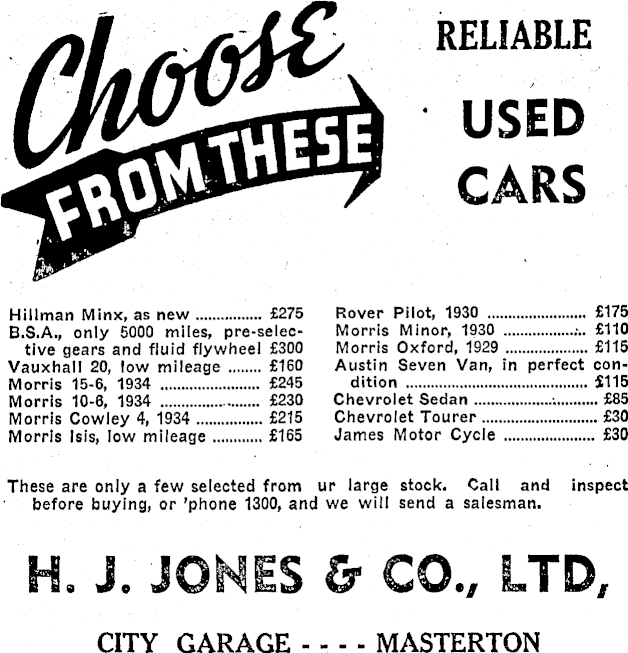 Choose
FROM THESE
RELIABLE
USED
CARS
Hillman Minx, as new ................ £275
B.S.A., only 5000 miles, pre-selec-
tive gears and fluid flywheel £300
Vauxhall 20, low mileage ........ £160
Morris 15-6, 1934 ........................ £245
Morris 10-6, 1934 ........................ £230
Morris Cowley 4, 1934 ................ £215
Morris Isis, low mileage ............ £165
Rover Pilot, 1930 ........................ £175
Morris Minor, 1930 .................... £110
Morris Oxford, 1929 .................... £115
Austin Seven Van, in perfect con-
dition ............................................ £115
Chevrolet Sedan ............................ £85
Chevrolet Tourer ............................ £30
James Motor Cycle ...................... £30
These are only a few selected from ur large stock. Call and inspect
before buying, or 'phone 1300, and we will send a salesman.
H. J. JONES & CO., LTD,
CITY GARAGE - - - - MASTERTON